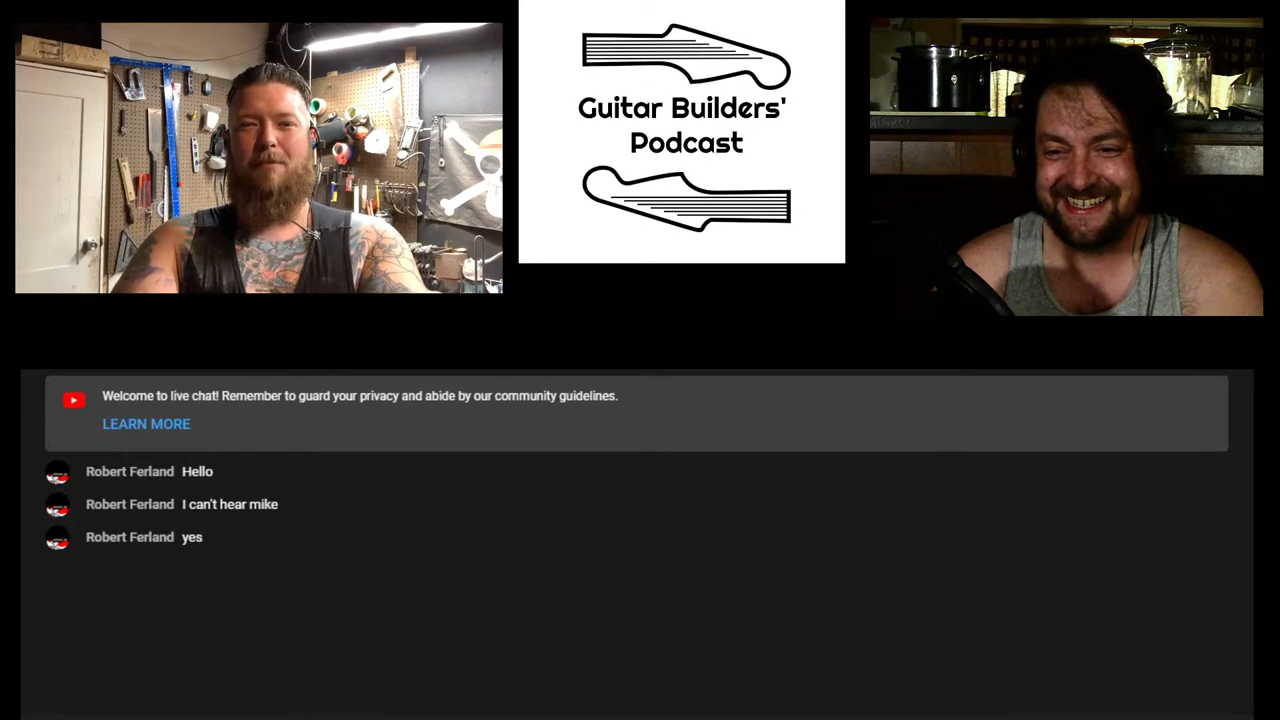 Guitar Builders'
Podcast
Welcome to live chat! Remember to guard your privacy and abide by our community guidelines.
LEARN MORE
Robert Ferland Hello
Robert Ferland I can't hear mike
Robert Ferland yes